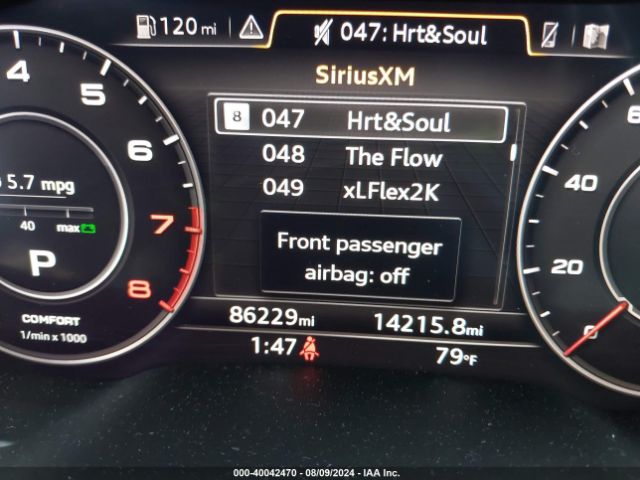 120 mi
047: Hrt&Soul
SiriusXM
8 047 Hrt&Soul
048 The Flow
049 xLFlex2K
Front passenger
airbag: off
86229mi 14215.8mi
1:47 79°F
4 5 6 7 8
5.7 mpg
40 max
P
COMFORT
1/min x 1000
40
20
0
000-40042470 - 08/09/2024 - IAA Inc.